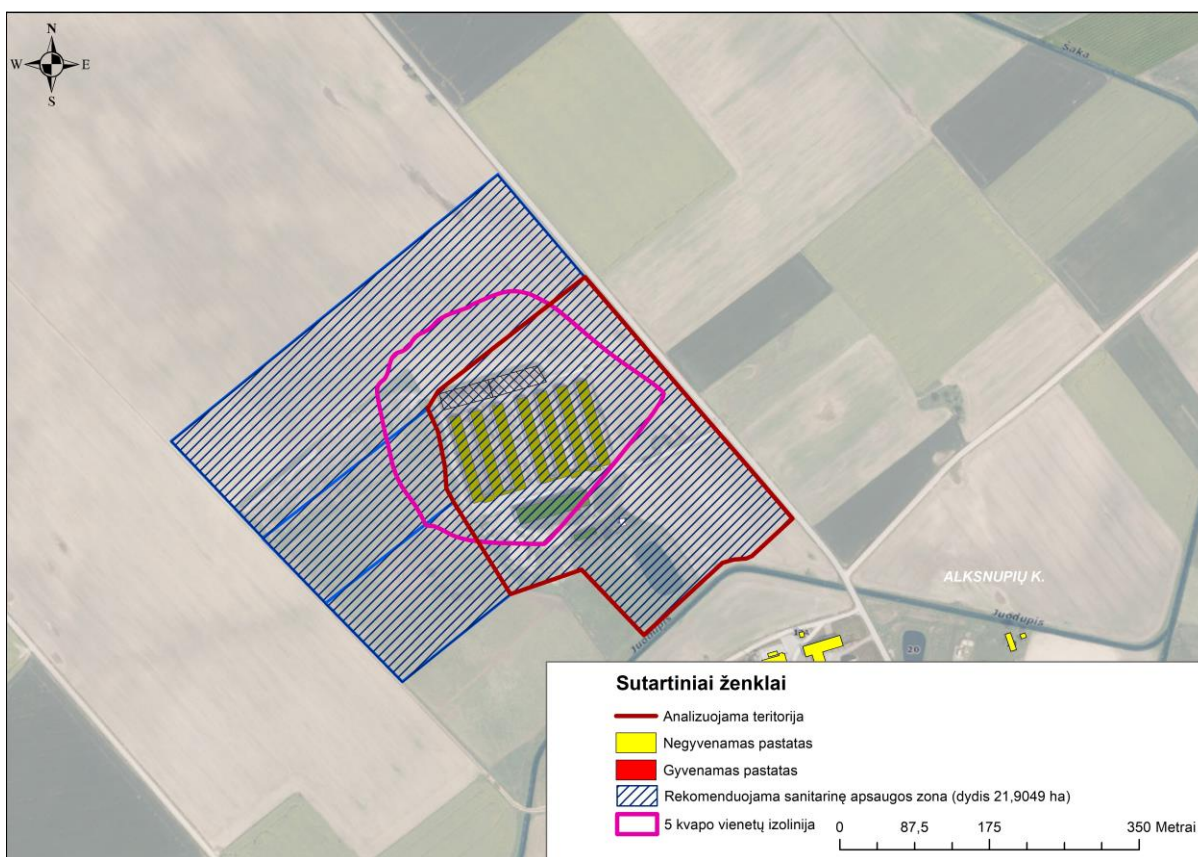 N
W E
S
Šaka
ALKSNUPIŲ K.
Juodupis
Juodupis
20
Sutartiniai ženklai
Analizuojama teritorija
Negyvenamas pastatas
Gyvenamas pastatas
Rekomenduojama sanitarinę apsaugos zona (dydis 21,9049 ha)
5 kvapo vienetų izolinija
0 87,5 175 350 Metrai